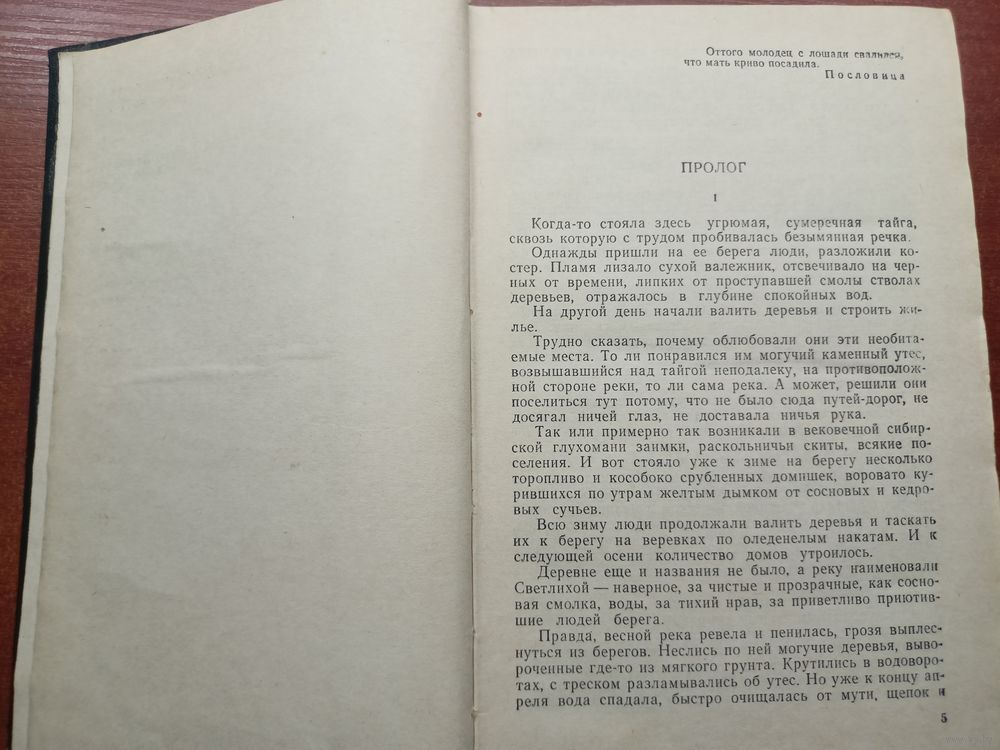 Оттого молодец с лошади свалился,
что мать криво посадила.
Пословица
ПРОЛОГ
I
Когда-то стояла здесь угрюмая, сумеречная тайга,
сквозь которую с трудом пробивалась безымянная речка.
Однажды пришли на ее берега люди, разложили ко-
стер. Пламя лизало сухой валежник, отсвечивало на чер-
ных от времени, липких от проступавшей смолы стволах
деревьев, отражалось в глубине спокойных вод.
На другой день начали валить деревья и строить жи-
лье.
Трудно сказать, почему облюбовали они эти необита-
емые места. То ли понравился им могучий каменный утес,
возвышавшийся над тайгой неподалеку, на противополож-
ной стороне реки, то ли сама река. А может, решили они
поселиться тут потому, что не было сюда путей-дорог, не
досягал ничей глаз, не доставала ничья рука.
Так или примерно так возникали в вековечной сибир-
ской глухомани заимки, раскольничьи скиты, всякие по-
селения. И вот стояло уже к зиме на берегу несколько
торопливо и кособоко срубленных домишек, воровато ку-
рившихся по утрам желтым дымком от сосновых и кедро-
вых сучьев.
Всю зиму люди продолжали валить деревья и таскать
их к берегу на веревках по оледенелым накатам. И к
следующей осени количество домов утроилось.
Деревне еще и названия не было, а реку наименовали
Светлихой — наверное, за чистые и прозрачные, как сосно-
вая смолка, воды, за тихий нрав, за приветливо приютив-
шие людей берега.
Правда, весной река ревела и пенилась, грозя выплес-
нуться из берегов. Неслись по ней могучие деревья, выво-
роченные где-то из мягкого грунта. Крутились в водоворо-
тах, с треском разламывались об утес. Но уже к концу ап-
реля вода спадала, быстро очищалась от мути, щепок и
5